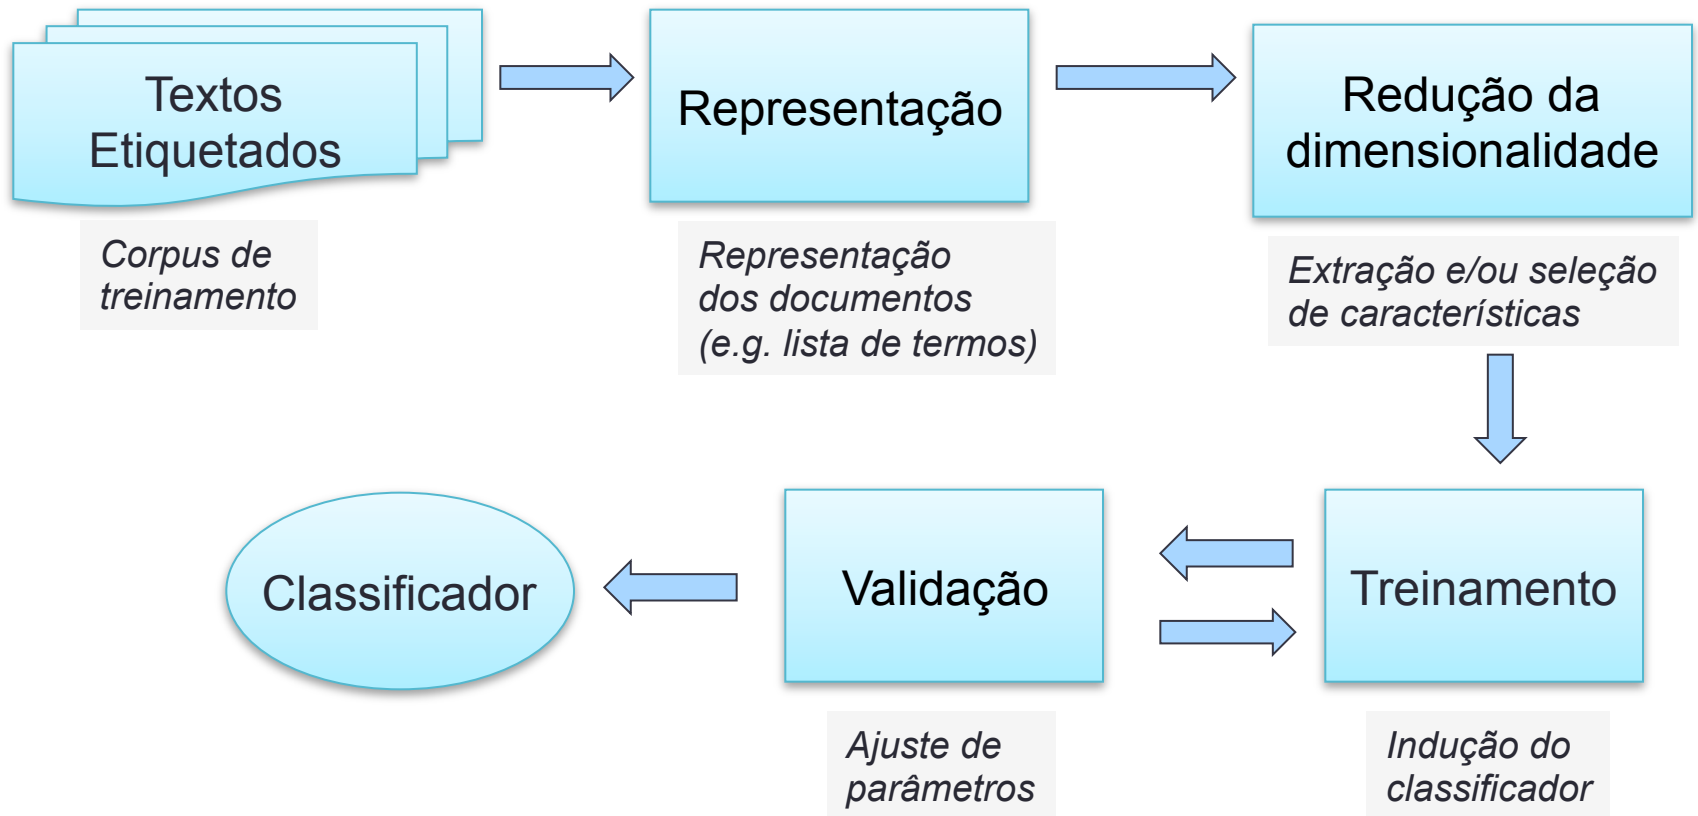 Textos
Etiquetados
Representação
Redução da
dimensionalidade
Corpus de
treinamento
Representação
dos documentos
(e.g. lista de termos)
Extração e/ou seleção
de características
Classificador
Validação
Treinamento
Ajuste de
parâmetros
Indução do
classificador